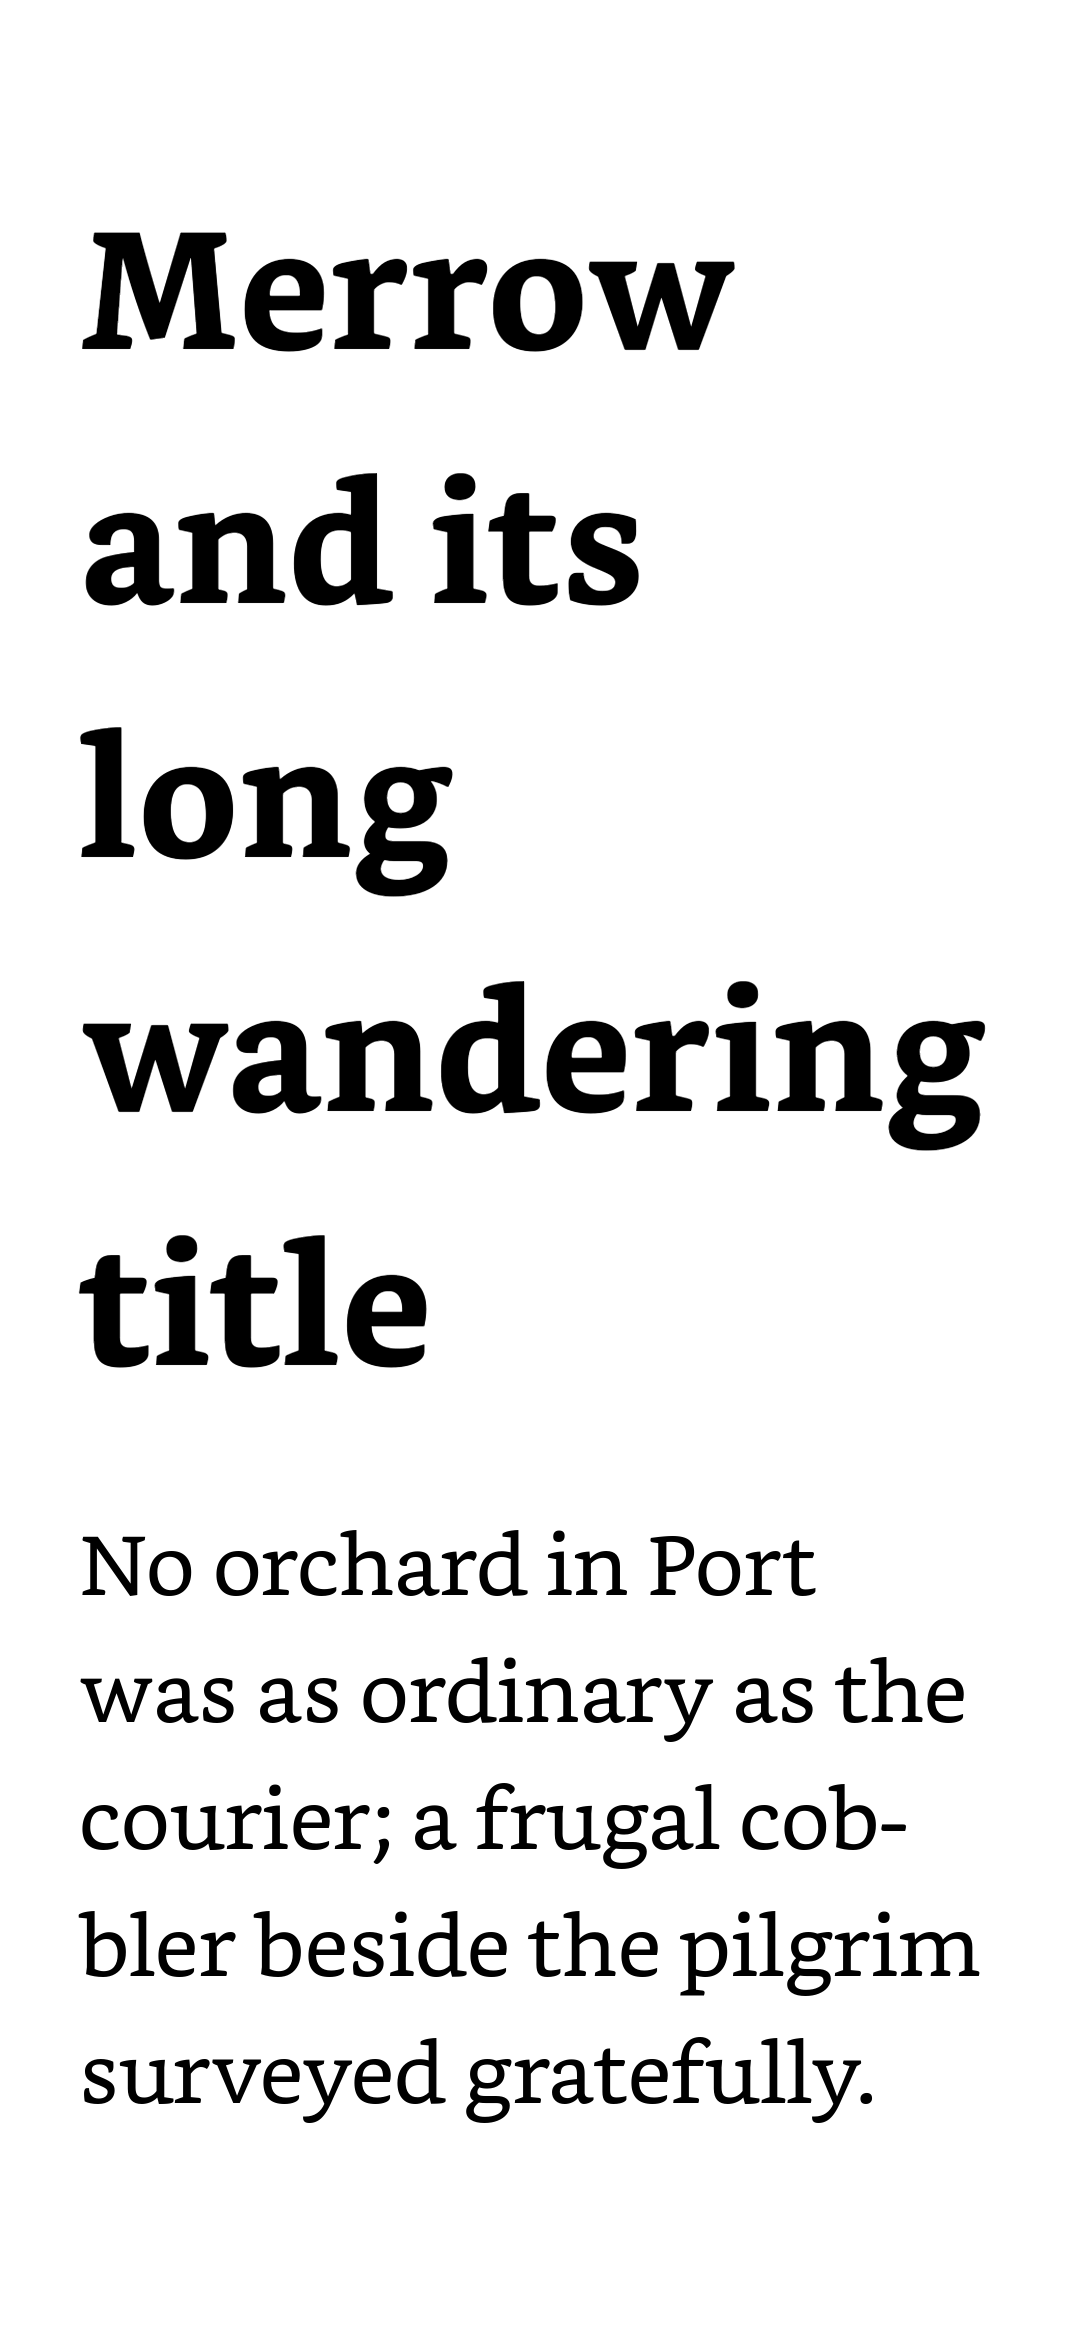 Merrow
and its
long
wandering
title
No orchard in Port
was as ordinary as the
courier; a frugal cob-
bler beside the pilgrim
surveyed gratefully.